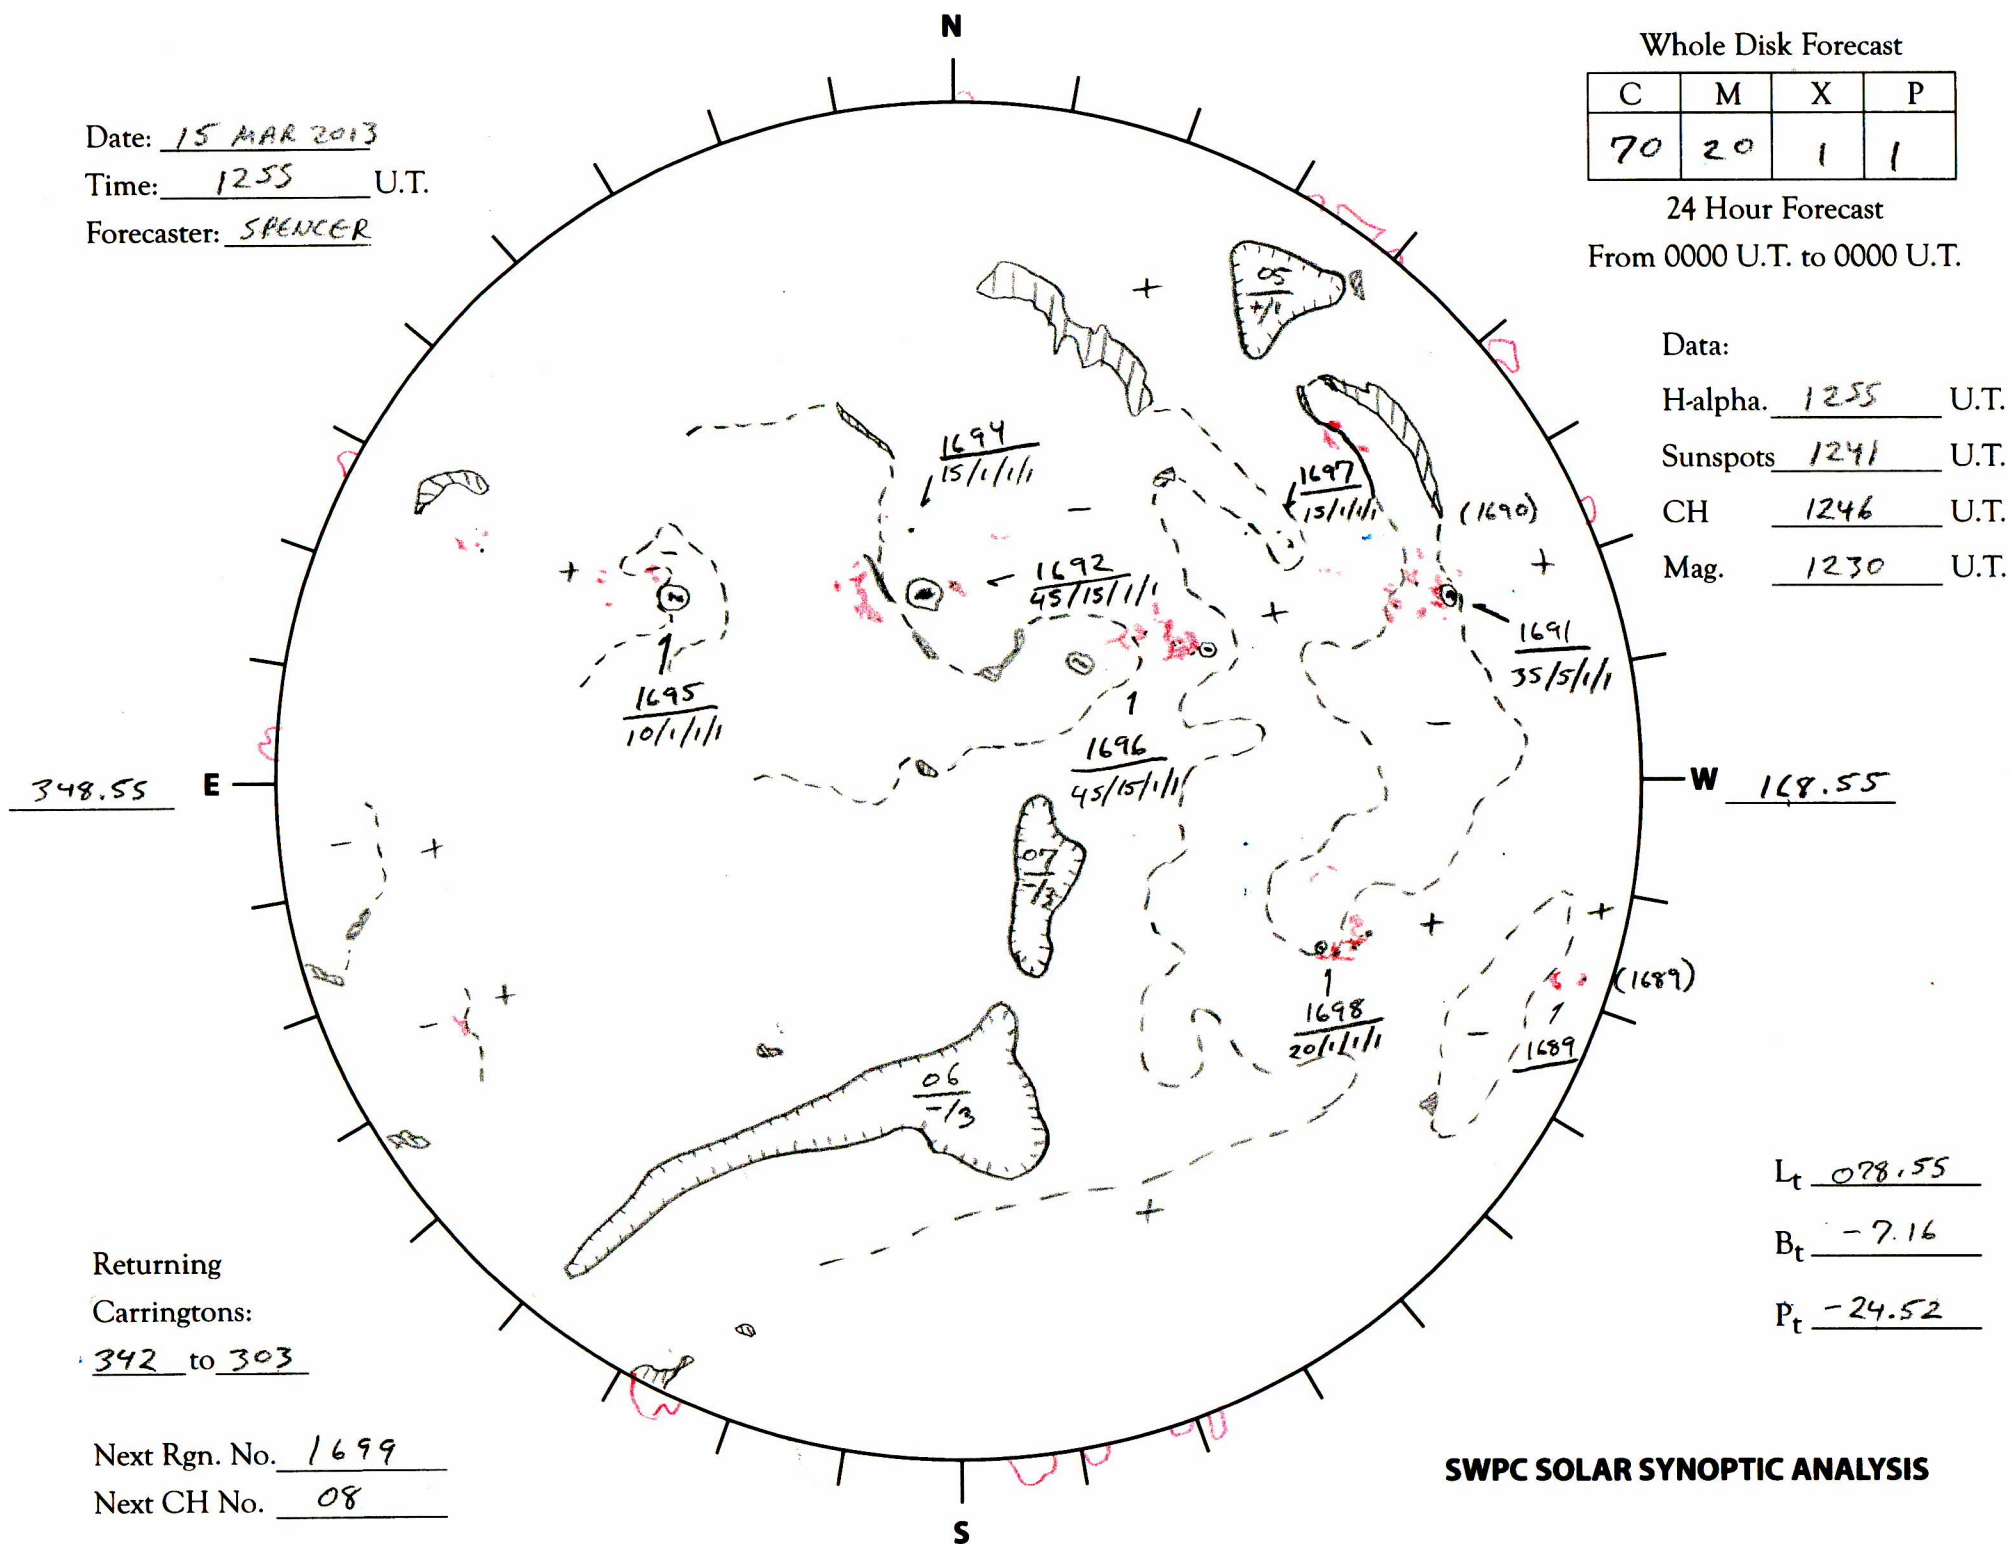 N
Whole Disk Forecast
C M X P
70 20 1 1
24 Hour Forecast
From 0000 U.T. to 0000 U.T.
Date: 15 MAR 2013
Time: 1255 U.T.
Forecaster: SPENCER
Data:
H-alpha. 1255 U.T.
Sunspots 1241 U.T.
CH 1246 U.T.
Mag. 1230 U.T.
05
+/1
+
1694
15/1/1/1
1697
15/1/1/1
(1690)
-
+
+
1692
45/15/1/1
+
1691
35/5/1/1
1695
10/1/1/1
-
1696
45/15/1/1
348.55 E
W 168.55
- +
07
-/3
+ +
(1689)
- +
1698
20/1/1/1
-
1689
06
-/3
+
Lt 078.55
Bt -7.16
Pt -24.52
Returning
Carringtons:
342 to 303
Next Rgn. No. 1699
Next CH No. 08
SWPC SOLAR SYNOPTIC ANALYSIS
S